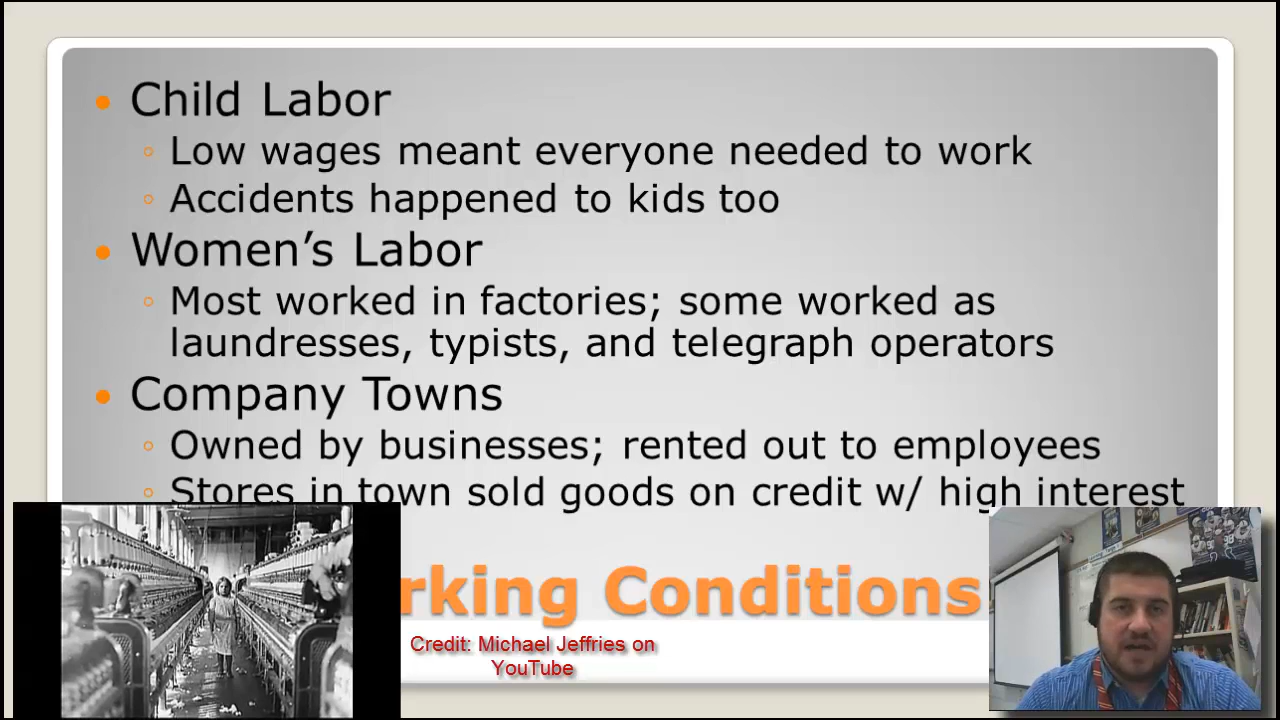 Child Labor
Low wages meant everyone needed to work
Accidents happened to kids too
Women’s Labor
Most worked in factories; some worked as
laundresses, typists, and telegraph operators
Company Towns
Owned by businesses; rented out to employees
Stores in town sold goods on credit w/ high interest
rking Conditions
Credit: Michael Jeffries on
YouTube